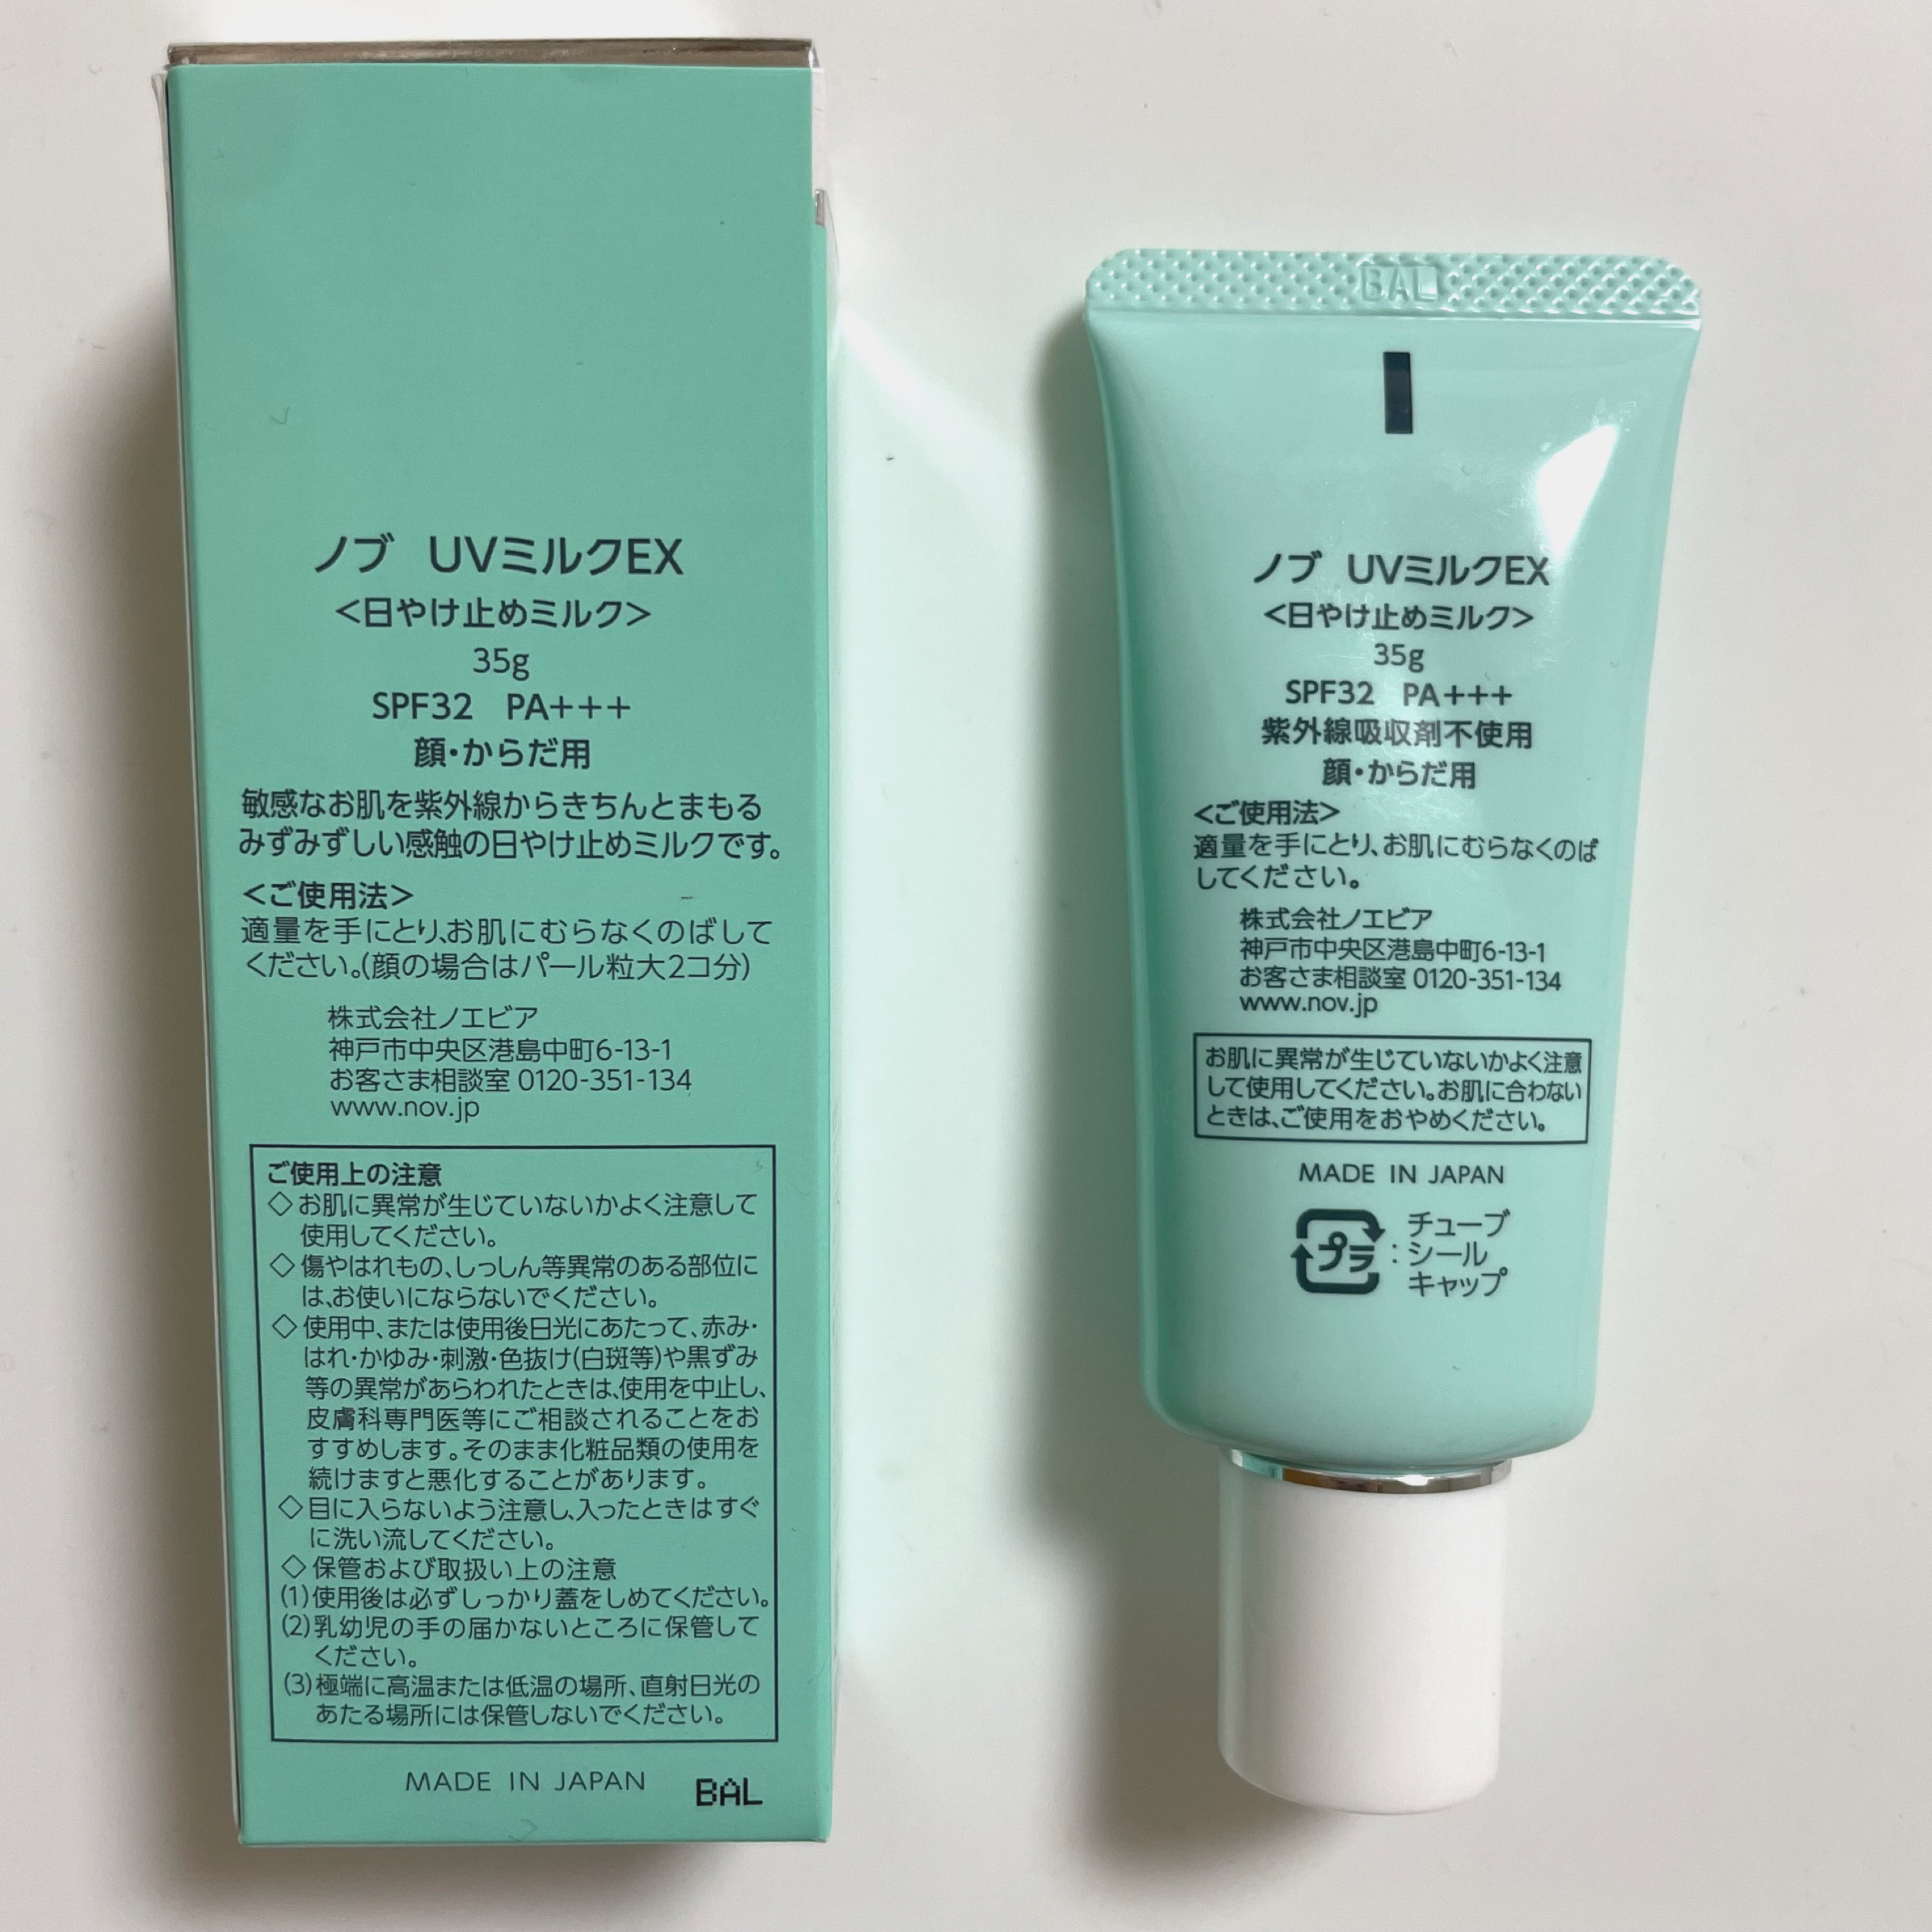 ノブ UVミルクEX
<日やけ止めミルク>
35g
SPF32 PA+++
顔・からだ用
敏感なお肌を紫外線からきちんとまもる
みずみずしい感触の日やけ止めミルクです。
<ご使用法>
適量を手にとり、お肌にむらなくのばして
ください。(顔の場合はパール粒大2コ分)
株式会社ノエビア
神戸市中央区港島中町6-13-1
お客さま相談室 0120-351-134
www.nov.jp
ご使用上の注意
◇お肌に異常が生じていないかよく注意して
使用してください。
◇傷やはれもの、しっしん等異常のある部位に
は、お使いにならないでください。
◇使用中、または使用後日光にあたって、赤み・
はれ・かゆみ・刺激・色抜け(白斑等)や黒ずみ
等の異常があらわれたときは、使用を中止し、
皮膚科専門医等にご相談されることをお
すすめします。そのまま化粧品類の使用を
続けますと悪化することがあります。
◇目に入らないよう注意し、入ったときはすぐ
に洗い流してください。
◇保管および取扱い上の注意
(1)使用後は必ずしっかり蓋をしめてください。
(2)乳幼児の手の届かないところに保管して
ください。
(3)極端に高温または低温の場所、直射日光の
あたる場所には保管しないでください。
MADE IN JAPAN
BAL
BAL
ノブ UVミルクEX
<日やけ止めミルク>
35g
SPF32 PA+++
紫外線吸収剤不使用
顔・からだ用
<ご使用法>
適量を手にとり、お肌にむらなくのば
してください。
株式会社ノエビア
神戸市中央区港島中町6-13-1
お客さま相談室 0120-351-134
www.nov.jp
お肌に異常が生じていないかよく注意
して使用してください。お肌に合わない
ときは、ご使用をおやめください。
MADE IN JAPAN
プラ:チューブ
シール
キャップ